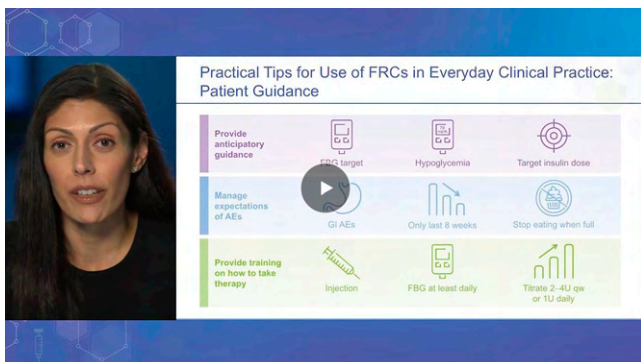 Practical Tips for Use of FRCs in Everyday Clinical Practice:
Patient Guidance
Provide
anticipatory
guidance
FBG target
Hypoglycemia
Target insulin dose
Manage
expectations
of AEs
GI AEs
Only last 8 weeks
Stop eating when full
Provide training
on how to take
therapy
Injection
FBG at least daily
Titrate 2–4U qw
or 1U daily